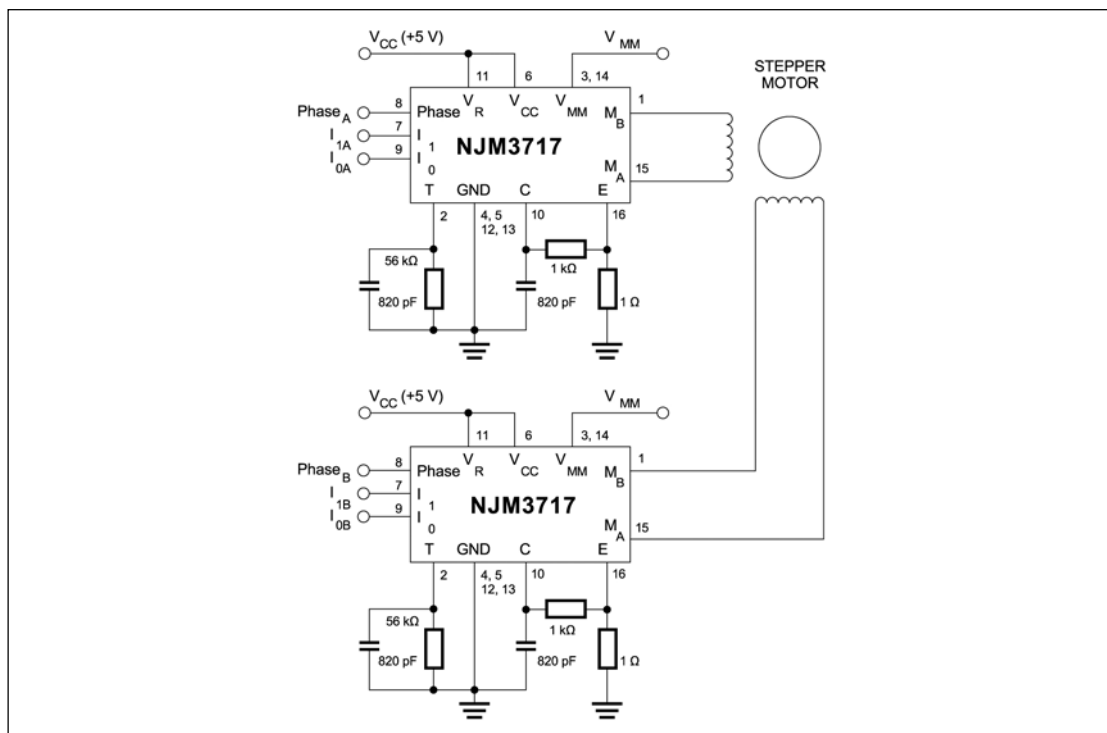 V_CC (+5 V) V_MM
STEPPER
MOTOR
11 6 3, 14
Phase_A 8 Phase V_R V_CC V_MM M_B 1
I_1A 7 I_1
NJM3717
I_0A 9 I_0 M_A 15
T GND C E
2 4, 5 10 16
12, 13
56 kΩ 1 kΩ
820 pF 820 pF 1 Ω
V_CC (+5 V) V_MM
11 6 3, 14
Phase_B 8 Phase V_R V_CC V_MM M_B 1
I_1B 7 I_1
NJM3717
I_0B 9 I_0 M_A 15
T GND C E
2 4, 5 10 16
12, 13
56 kΩ 1 kΩ
820 pF 820 pF 1 Ω